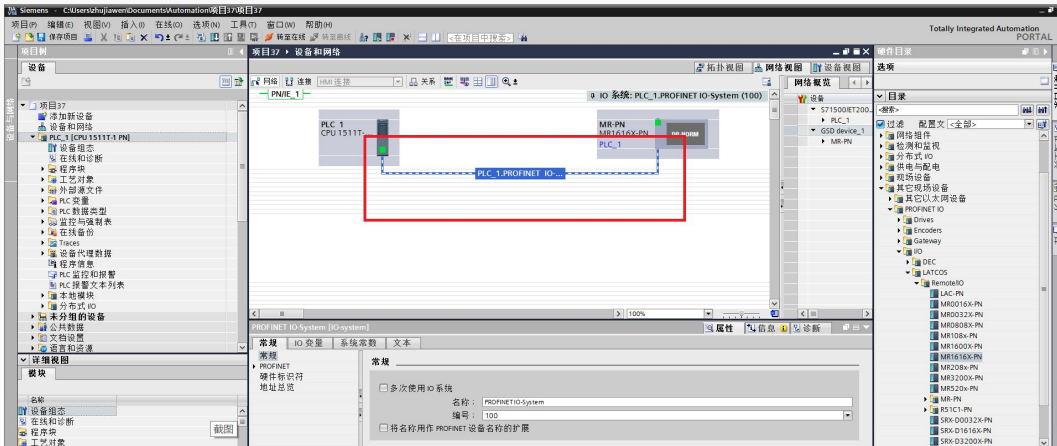 Siemens - C:\Users\zhujiawen\Documents\Automation\项目37\项目37
项目(P) 编辑(E) 视图(V) 插入(I) 在线(O) 选项(N) 工具(T) 窗口(W) 帮助(H)
Totally Integrated Automation
PORTAL
保存项目 转至在线 转至离线 <在项目中搜索>
项目树
设备
项目37
添加新设备
设备和网络
PLC_1 [CPU 1511T-1 PN]
设备组态
在线和诊断
程序块
工艺对象
外部源文件
PLC 变量
PLC 数据类型
监控与强制表
在线备份
Traces
设备代理数据
程序信息
PLC 监控和报警
PLC 报警文本列表
本地模块
分布式 I/O
未分组的设备
公共数据
文档设置
语言和资源
详细视图
模块
名称
设备组态
在线和诊断
程序块
工艺对象
截图
项目37 设备和网络
拓扑视图 网络视图 设备视图
网络 连接 HMI 连接 关系
IO 系统: PLC_1.PROFINET IO-System (100)
PN/IE_1
PLC_1
CPU 1511T-...
MR-PN
MR1616X-PN
PLC_1
DP-NORM
PLC_1.PROFINET IO-...
100%
网络概览
设备
S71500/ET200...
PLC_1
GSD device_1
MR-PN
PROFINET IO-System [IO-system]
属性 信息 诊断
常规 IO 变量 系统常数 文本
常规
PROFINET
硬件标识符
地址总览
常规
多次使用 IO 系统
名称: PROFINET IO-System
编号: 100
将名称用作 PROFINET 设备名称的扩展
硬件目录
选项
目录
<搜索>
过滤 配置文 <全部>
网络组件
检测和监视
分布式 I/O
供电与配电
现场设备
其它现场设备
其它以太网设备
PROFINET IO
Drives
Encoders
Gateway
I/O
DEC
LATCOS
RemoteI/O
LAC-PN
MR0016X-PN
MR0032X-PN
MR0808X-PN
MR108x-PN
MR1600X-PN
MR1616X-PN
MR208x-PN
MR3200X-PN
MR520x-PN
MR-PN
R51C1-PN
SRX-D0032X-PN
SRX-D1616X-PN
SRX-D3200X-PN